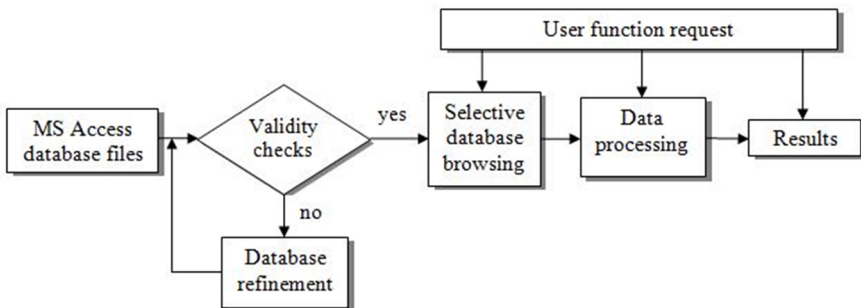 User function request
MS Access
database files
Validity
checks
yes
Selective
database
browsing
Data
processing
Results
no
Database
refinement